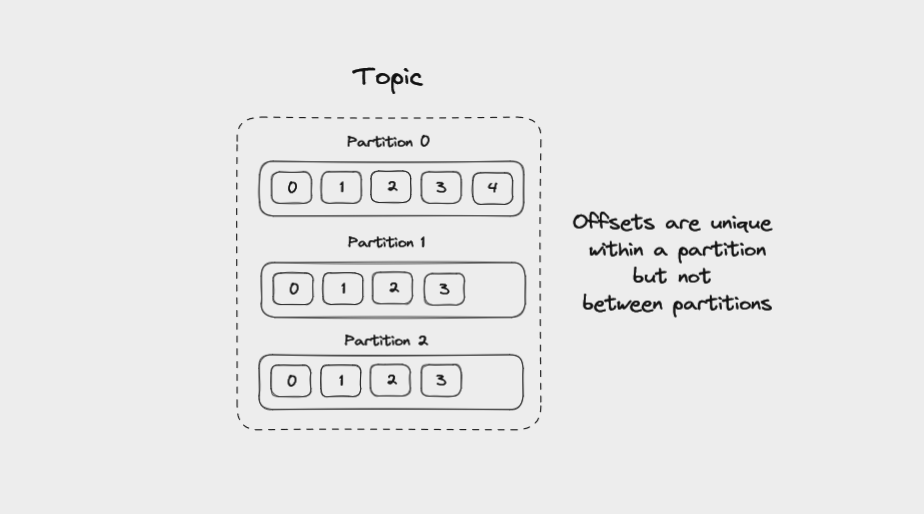 Topic
Partition 0
0 1 2 3 4
Partition 1
0 1 2 3
Partition 2
0 1 2 3
Offsets are unique
within a partition
but not
between partitions